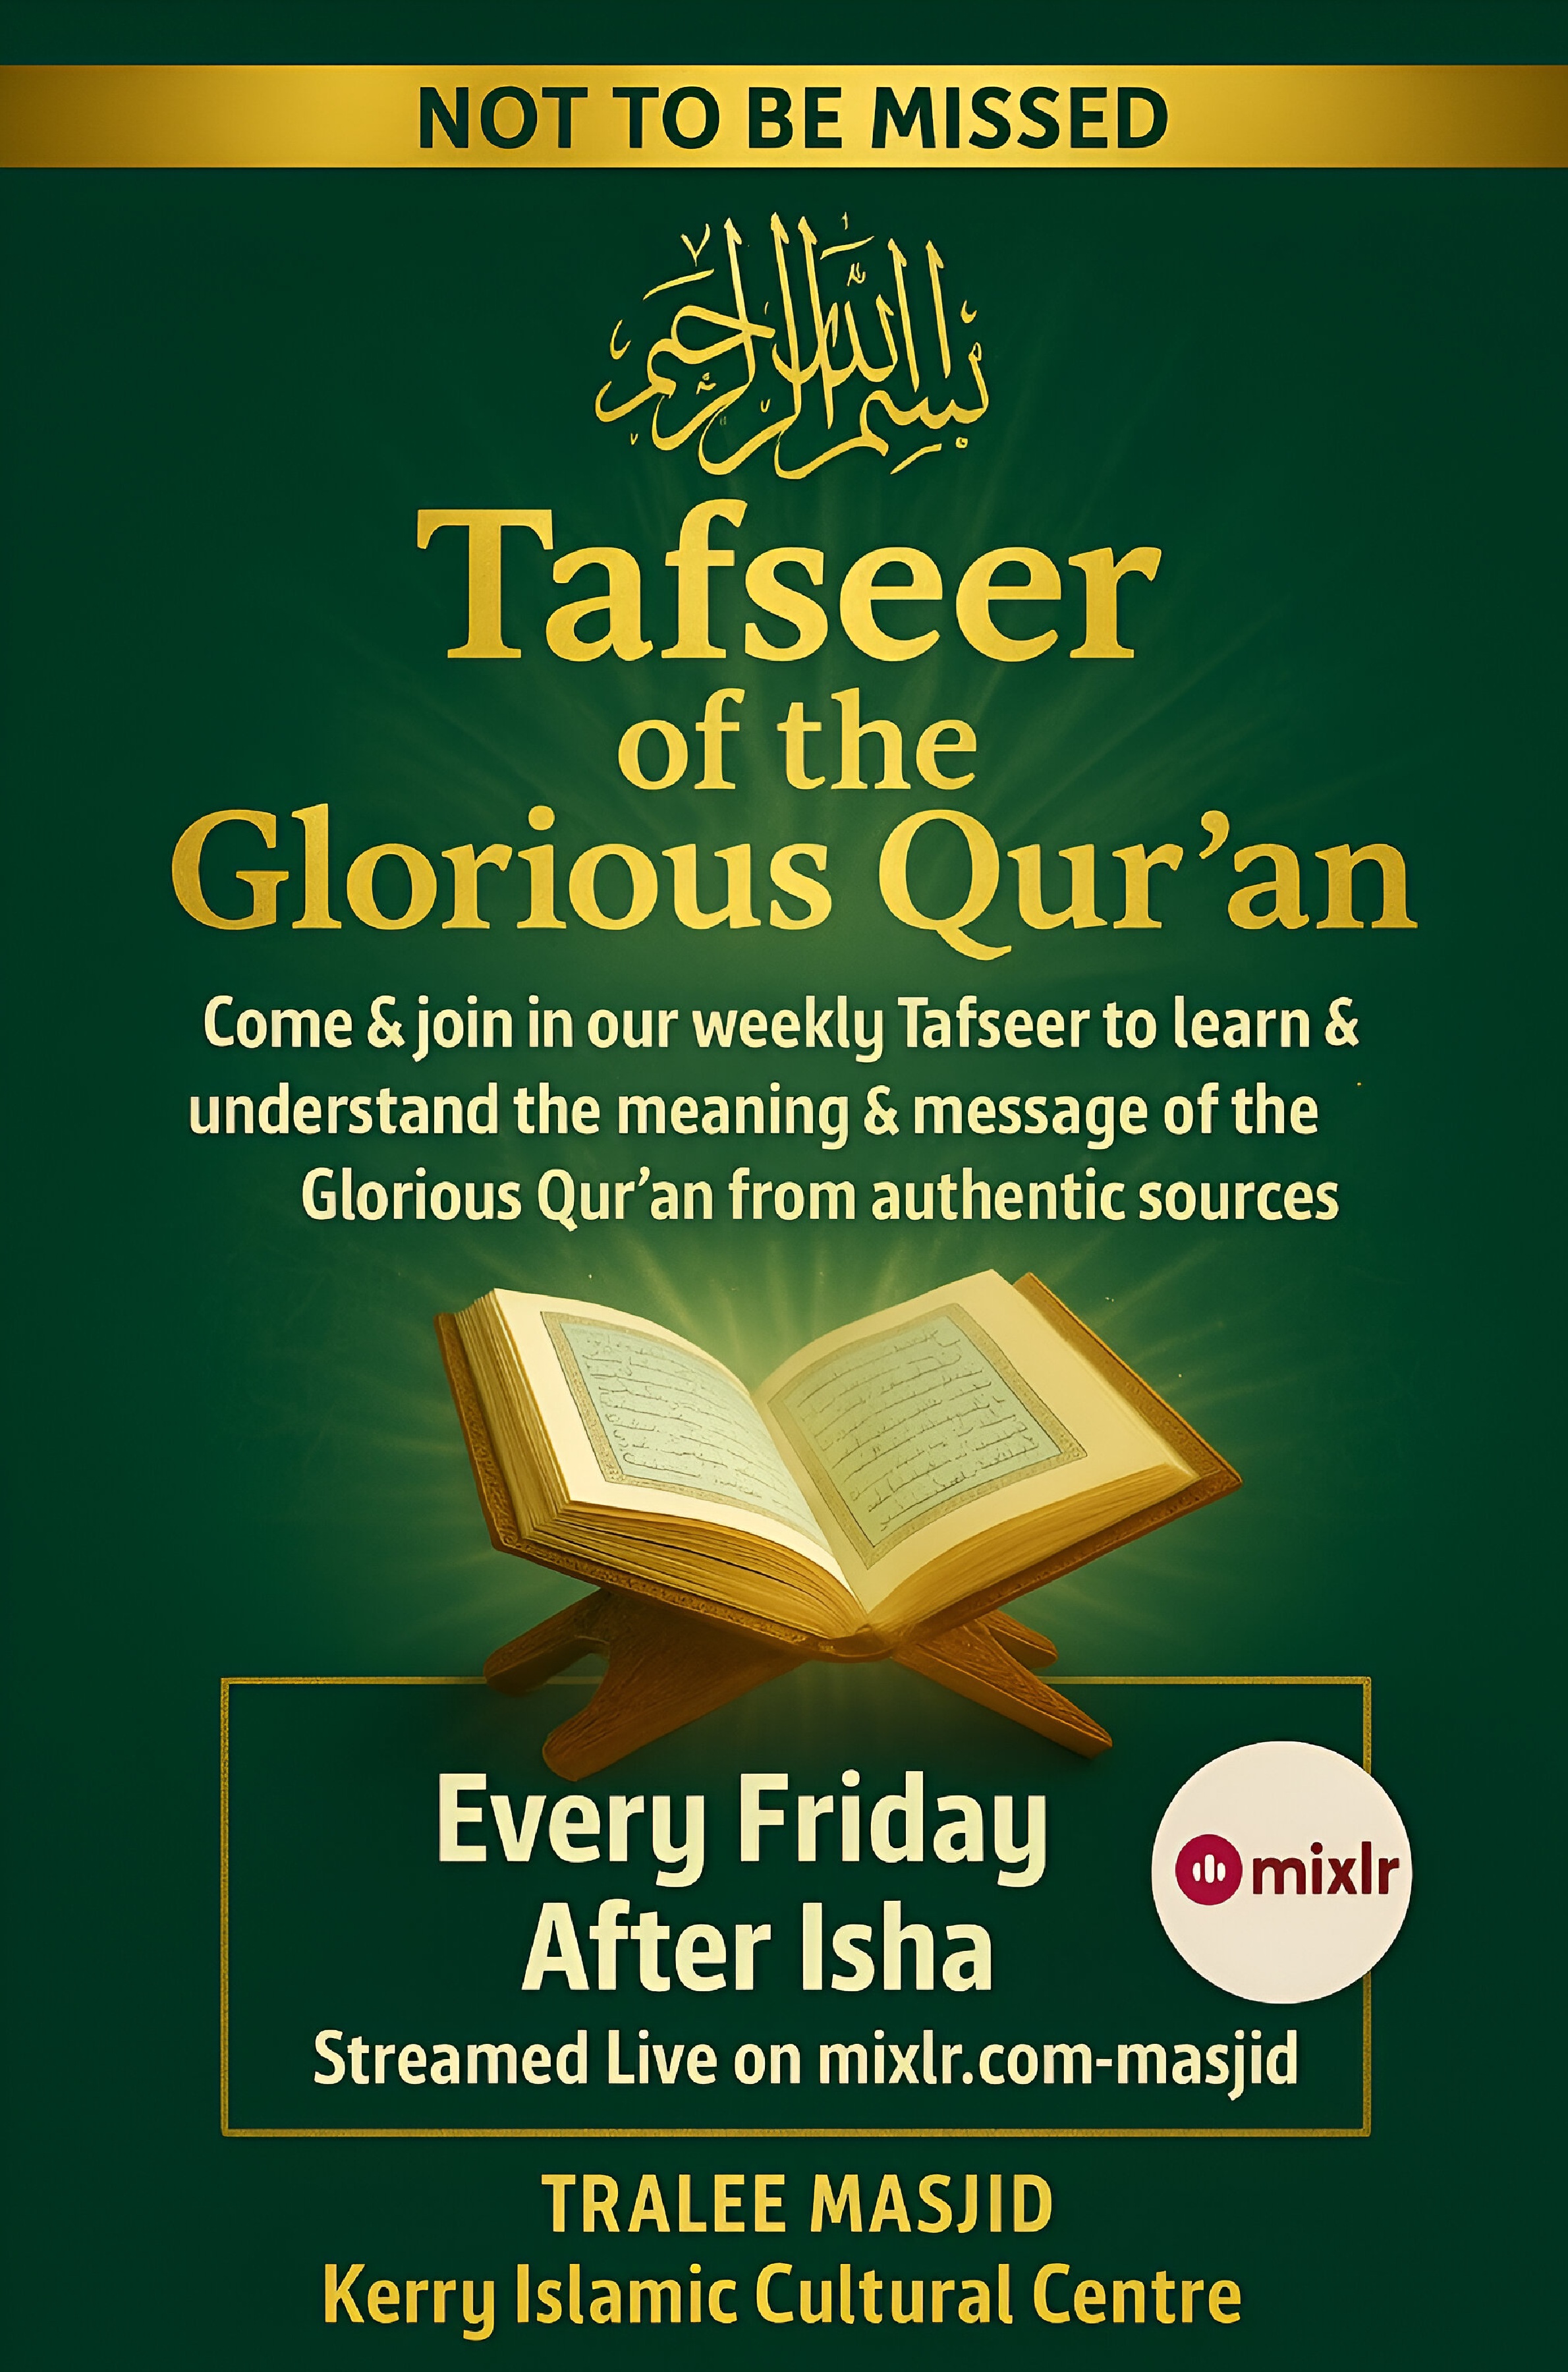 NOT TO BE MISSED
Tafseer
of the
Glorious Qur’an
Come & join in our weekly Tafseer to learn &
understand the meaning & message of the
Glorious Qur’an from authentic sources
Every Friday
After Isha
mixlr
Streamed Live on mixlr.com-masjid
TRALEE MASJID
Kerry Islamic Cultural Centre